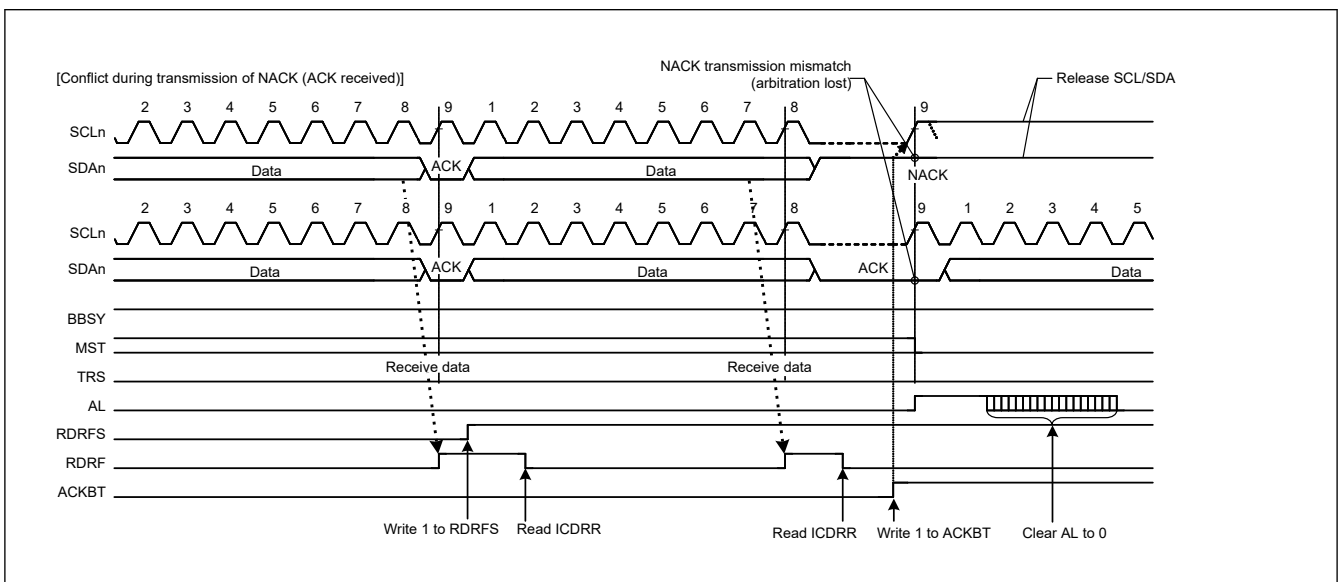 [Conflict during transmission of NACK (ACK received)]
NACK transmission mismatch
(arbitration lost)
Release SCL/SDA
2 3 4 5 6 7 8 9 1 2 3 4 5 6 7 8 9
SCLn
SDAn Data ACK Data NACK
2 3 4 5 6 7 8 9 1 2 3 4 5 6 7 8 9 1 2 3 4 5
SCLn
SDAn Data ACK Data ACK Data
BBSY
MST
Receive data Receive data
TRS
AL
RDRFS
RDRF
ACKBT
Write 1 to RDRFS Read ICDRR Read ICDRR Write 1 to ACKBT Clear AL to 0